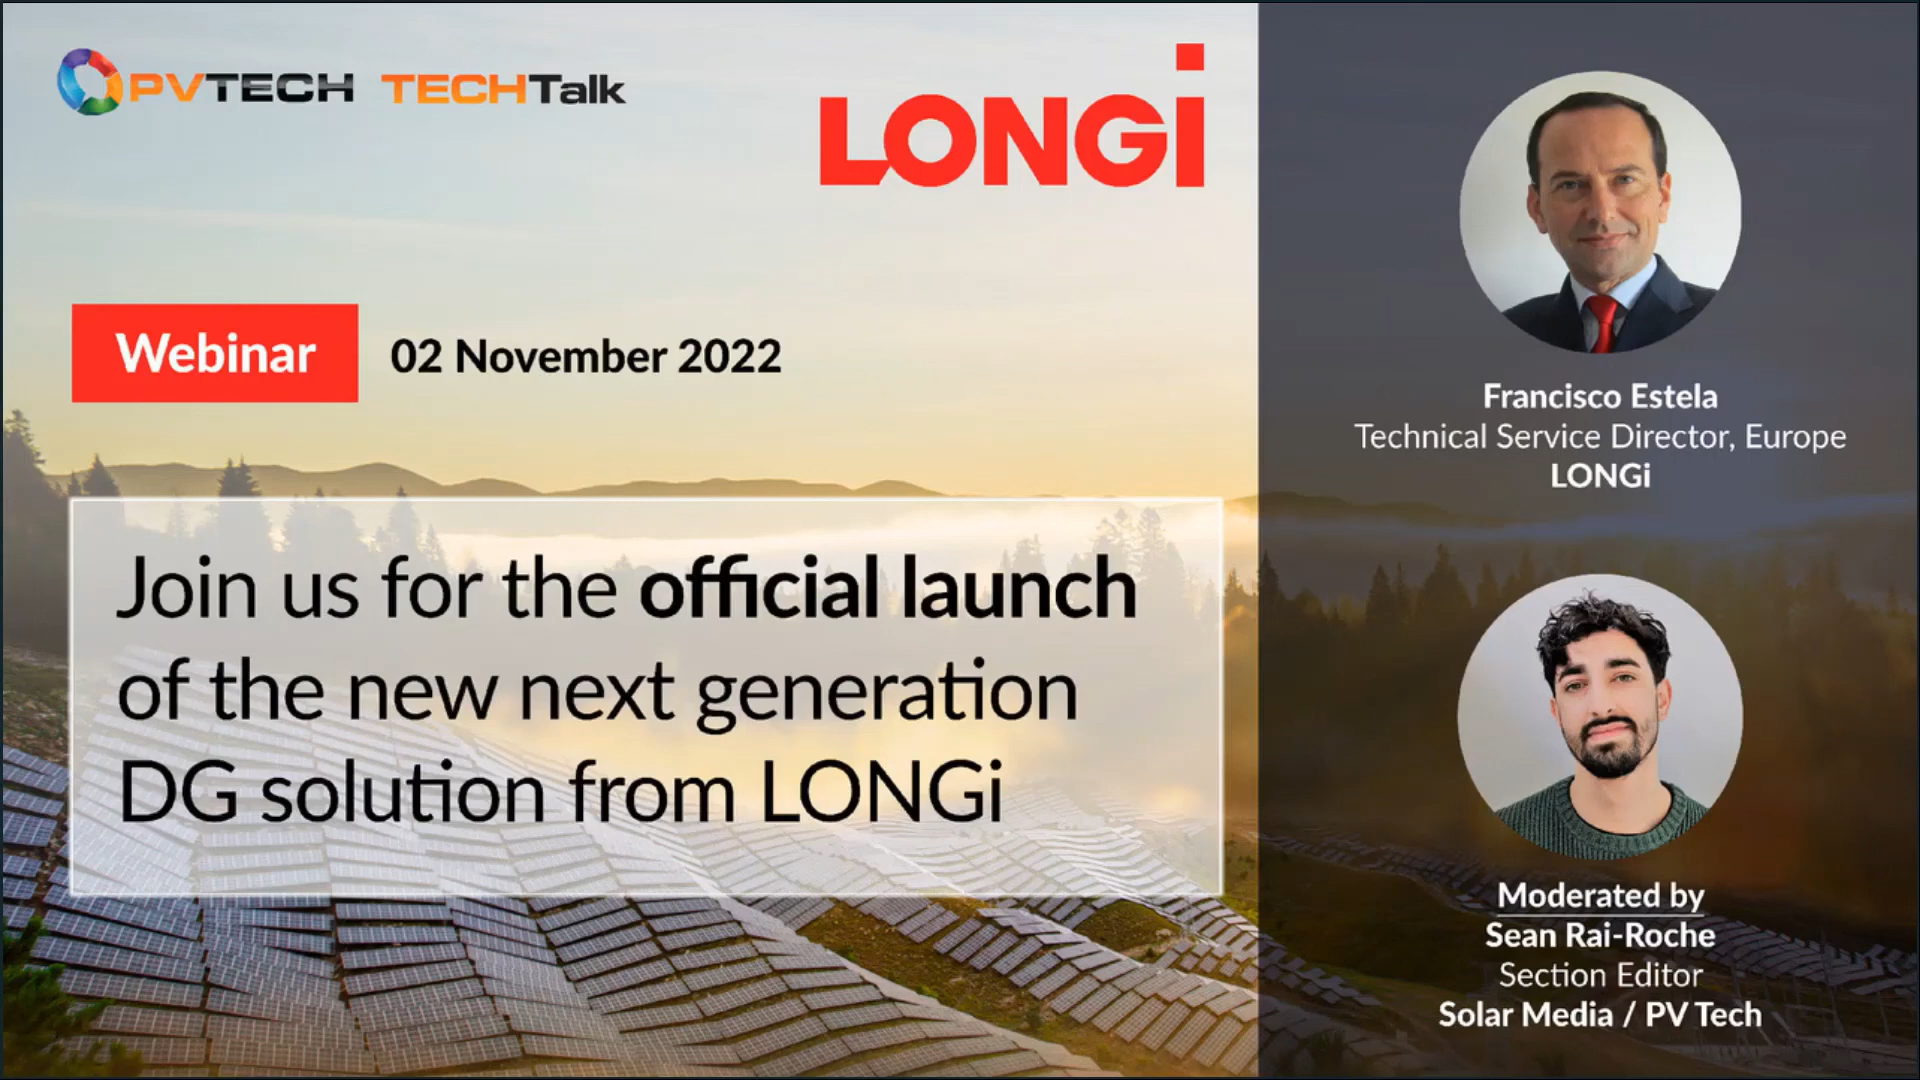 PVTECH TECHTalk
LONGi
Webinar
02 November 2022
Join us for the official launch
of the new next generation
DG solution from LONGi
Francisco Estela
Technical Service Director, Europe
LONGi
Moderated by
Sean Rai-Roche
Section Editor
Solar Media / PV Tech